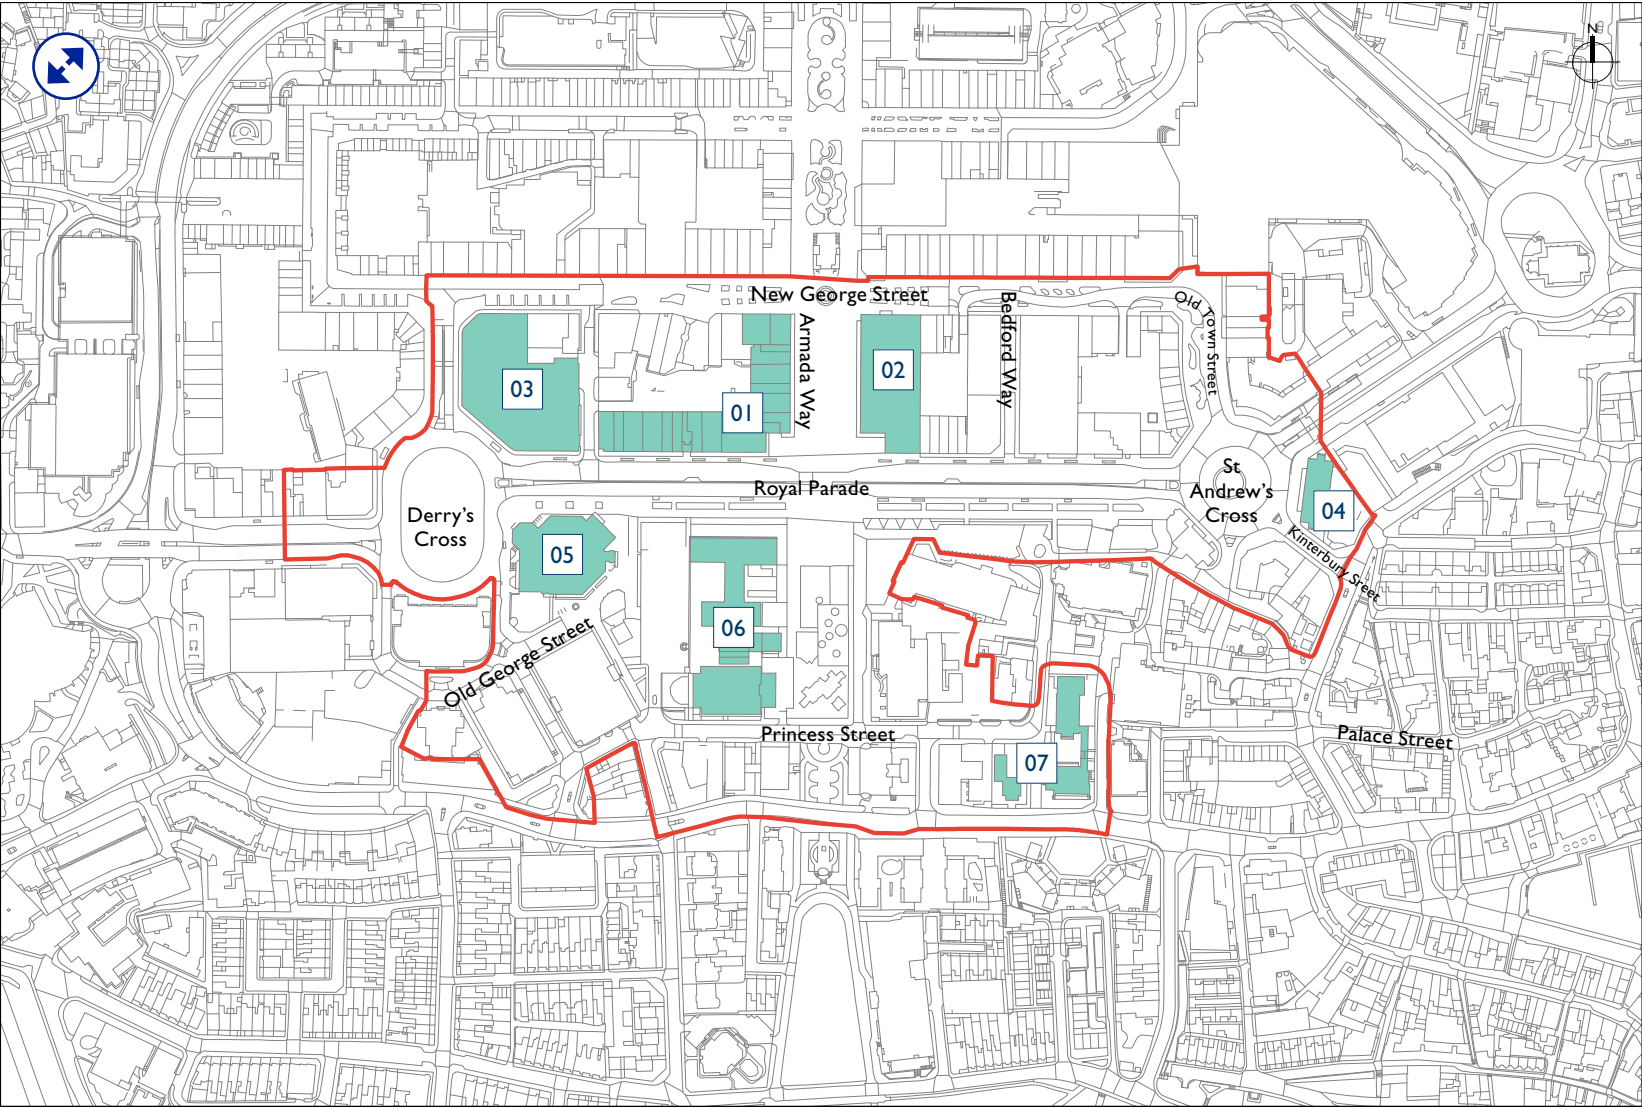 N
New George Street
Old Town Street
Armada Way
Bedford Way
02
03
01
St
Andrew's
Cross
Royal Parade
04
Derry's
Cross
Kinterbury Sreet
05
06
Old George Street
Princess Street
Palace Street
07